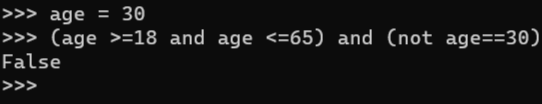 >>> age = 30
>>> (age >=18 and age <=65) and (not age==30)
False
>>>